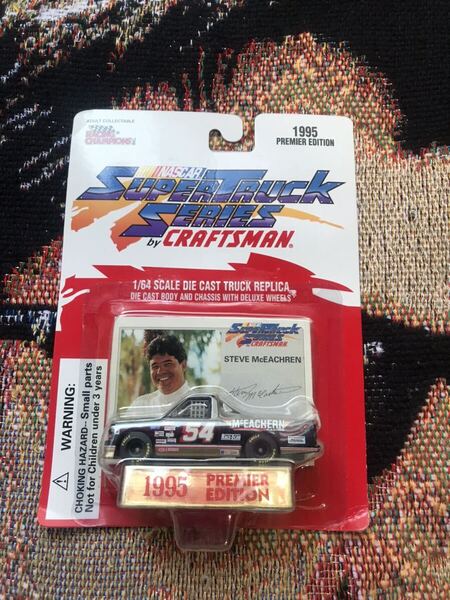 ADULT COLLECTABLE
RACING
CHAMPIONS
1995
PREMIER EDITION
NASCAR
SUPERTRUCK
SERIES
by CRAFTSMAN
1/64 SCALE DIE CAST TRUCK REPLICA
DIE CAST BODY AND CHASSIS WITH DELUXE WHEELS
SUPERTRUCK
SERIES
CRAFTSMAN
STEVE McEACHREN
54
McEACHERN
1995 PREMIER
EDITION
WARNING:
CHOKING HAZARD—Small parts
Not for Children under 3 years